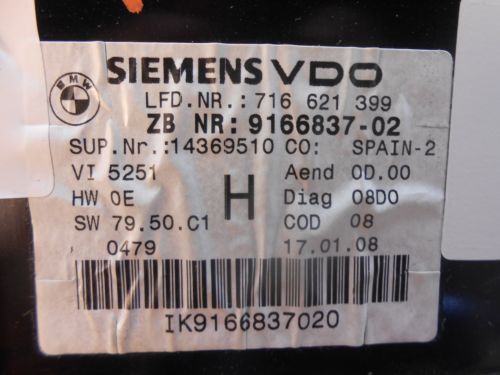 BMW
SIEMENS VDO
LFD.NR.: 716 621 399
ZB NR: 9166837-02
SUP.Nr.:14369510 CO: SPAIN-2
VI 5251 Aend 0D.00
HW 0E H Diag 08D0
SW 79.50.C1 COD 08
0479 17.01.08
IK9166837020